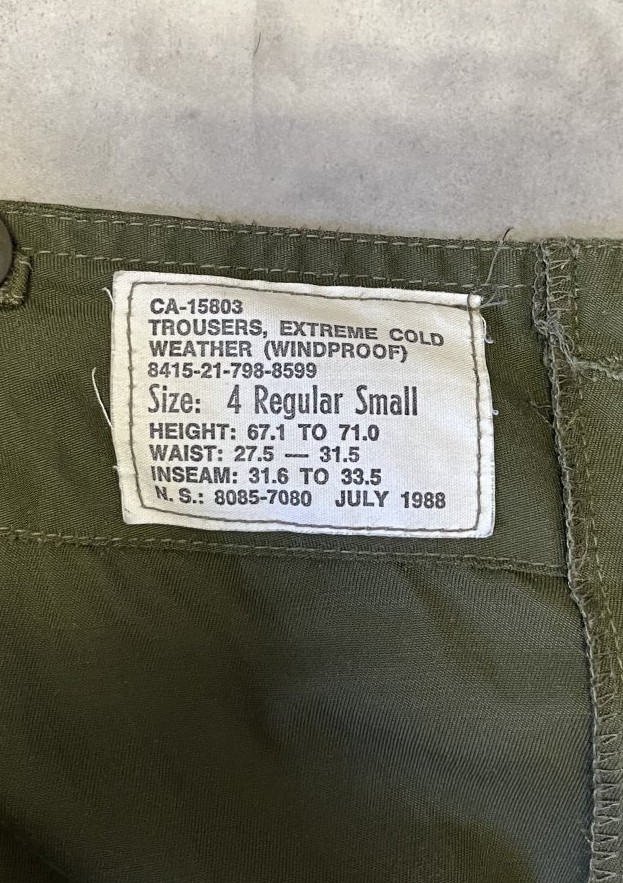 CA-15803
TROUSERS, EXTREME COLD
WEATHER (WINDPROOF)
8415-21-798-8599
Size: 4 Regular Small
HEIGHT: 67.1 TO 71.0
WAIST: 27.5 — 31.5
INSEAM: 31.6 TO 33.5
N. S.: 8085-7080 JULY 1988